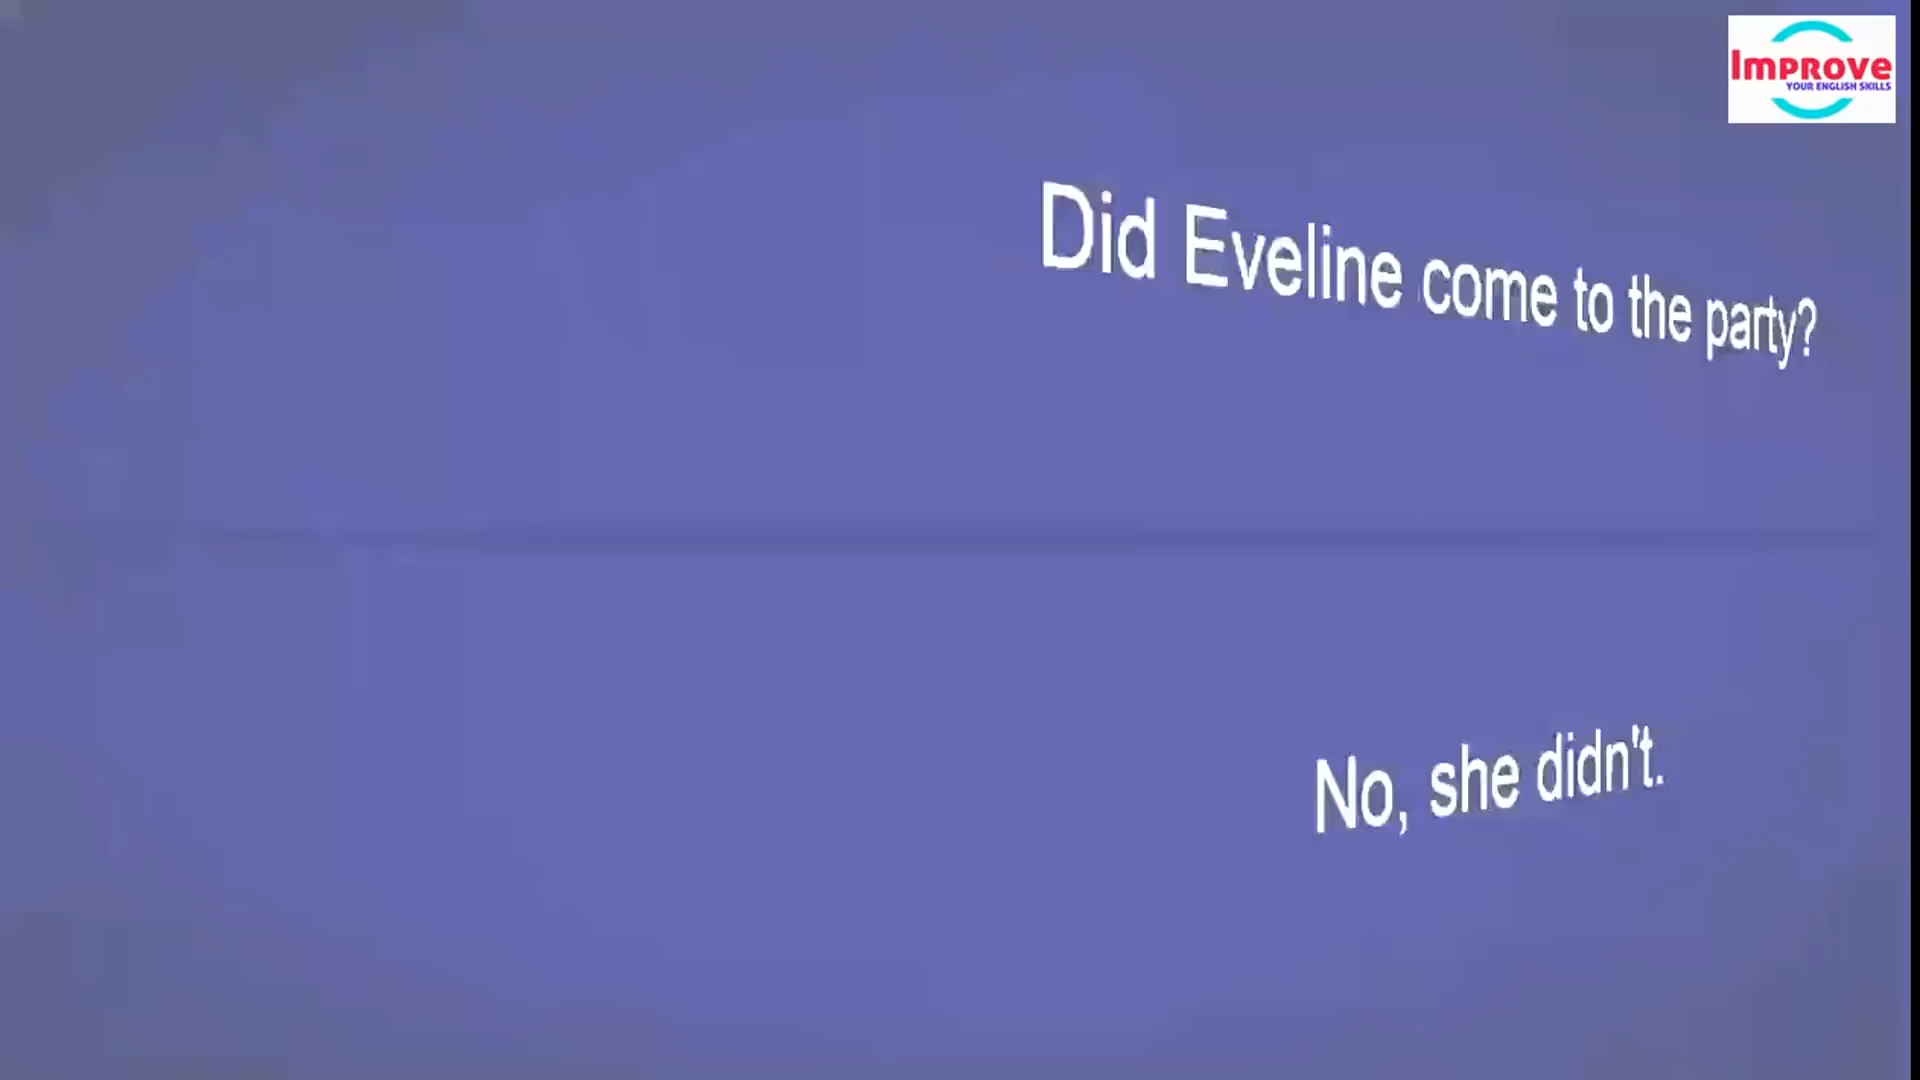 Improve
YOUR ENGLISH SKILLS
Did Eveline come to the party?
No, she didn't.